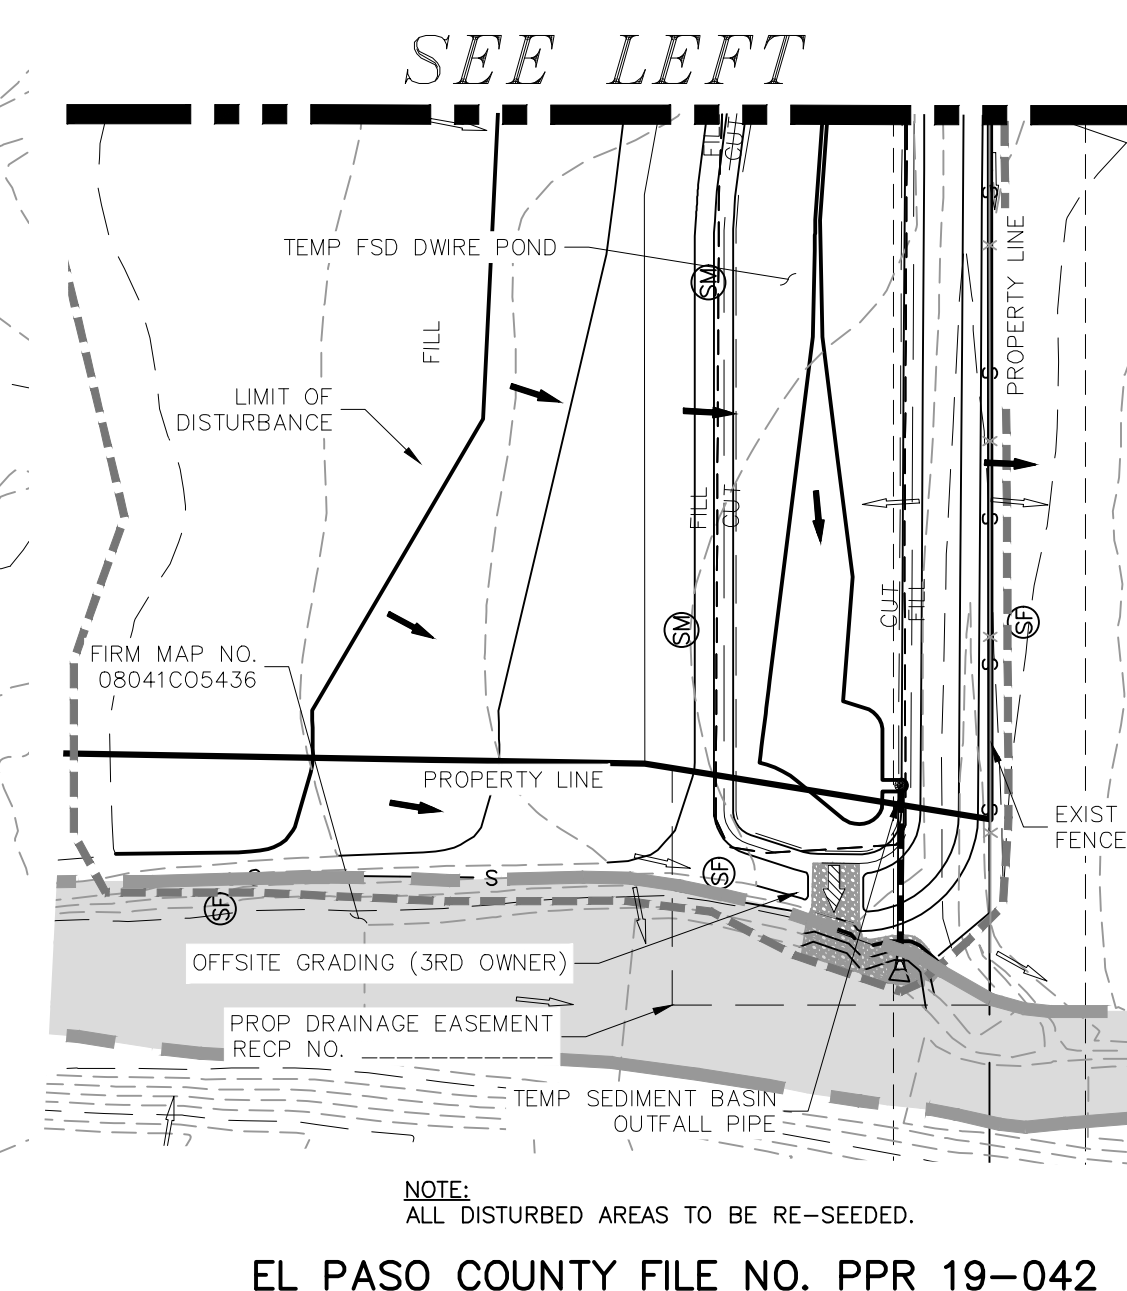 SEE LEFT
FILL
CUT
S
TEMP FSD DWIRE POND
PROPERTY LINE
SM
FILL
LIMIT OF
DISTURBANCE
S
FILL
CUT
S
CUT
FILL
SM
SF
FIRM MAP NO.
08041CO5436
S
PROPERTY LINE
S
EXIST
FENCE
SF
S
S
SF
OFFSITE GRADING (3RD OWNER)
PROP DRAINAGE EASEMENT
RECP NO. ____________
TEMP SEDIMENT BASIN
OUTFALL PIPE
NOTE:
ALL DISTURBED AREAS TO BE RE-SEEDED.
EL PASO COUNTY FILE NO. PPR 19-042